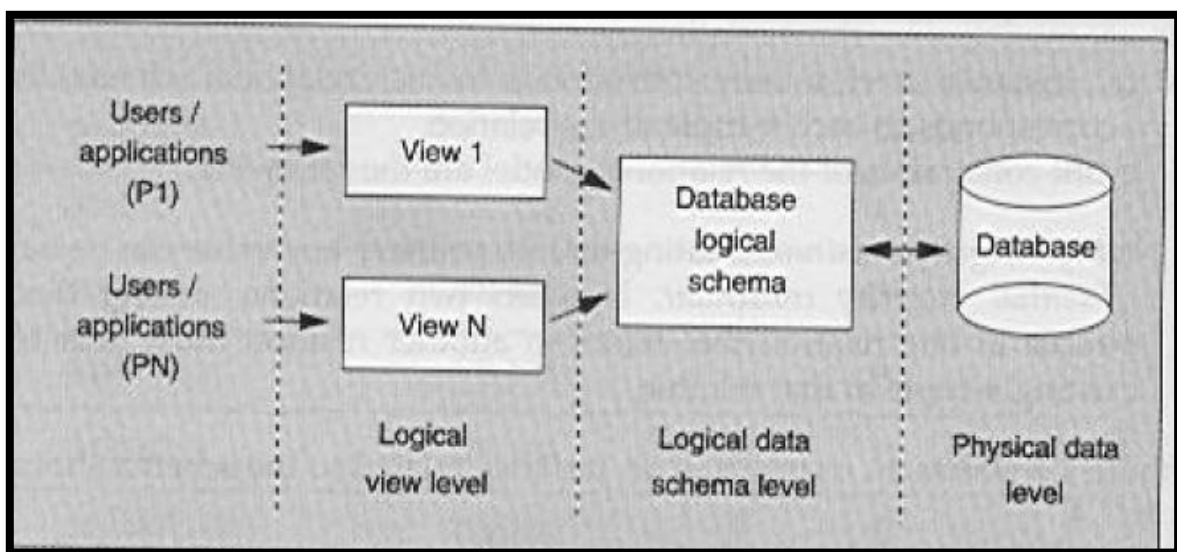 Users /
applications
(P1)
View 1
Users /
applications
(PN)
View N
Database
logical
schema
Database
Logical
view level
Logical data
schema level
Physical data
level